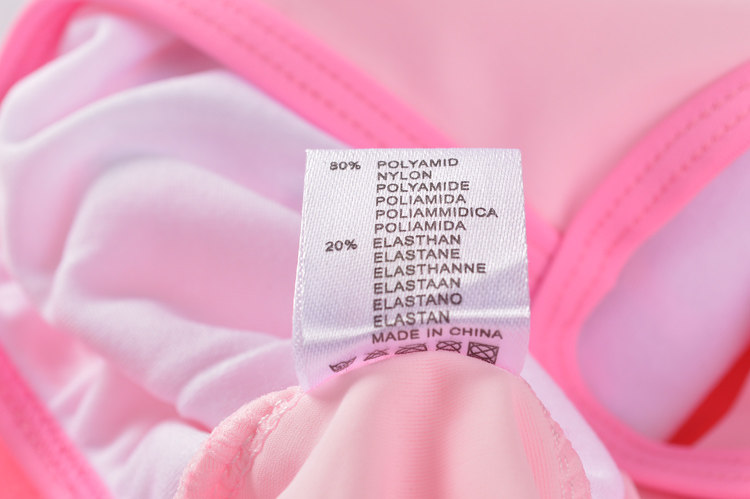 80% POLYAMID
NYLON
POLYAMIDE
POLIAMIDA
POLIAMMIDICA
POLIAMIDA
20% ELASTHAN
ELASTANE
ELASTHANNE
ELASTAAN
ELASTANO
ELASTAN
MADE IN CHINA